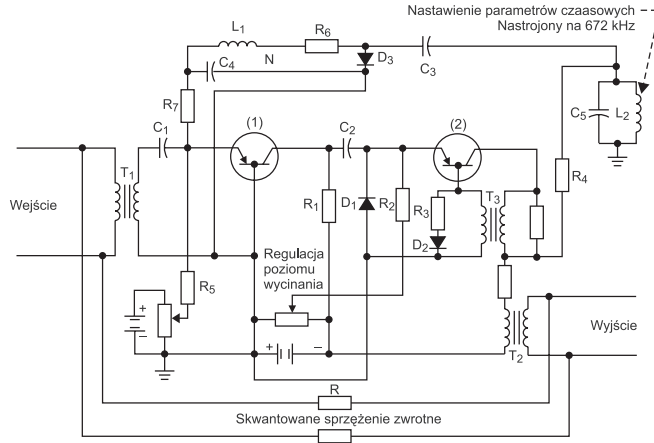 Nastawienie parametrów czaasowych
Nastrojony na 672 kHz
L1
R6
D3
C3
C4
N
R7
C5
L2
C1
(1)
C2
(2)
R4
T1
Wejście
R1
D1
R2
R3
T3
D2
Regulacja
poziomu
wycinania
R5
+
–
+
–
T2
Wyjście
R
Skwantowane sprzężenie zwrotne